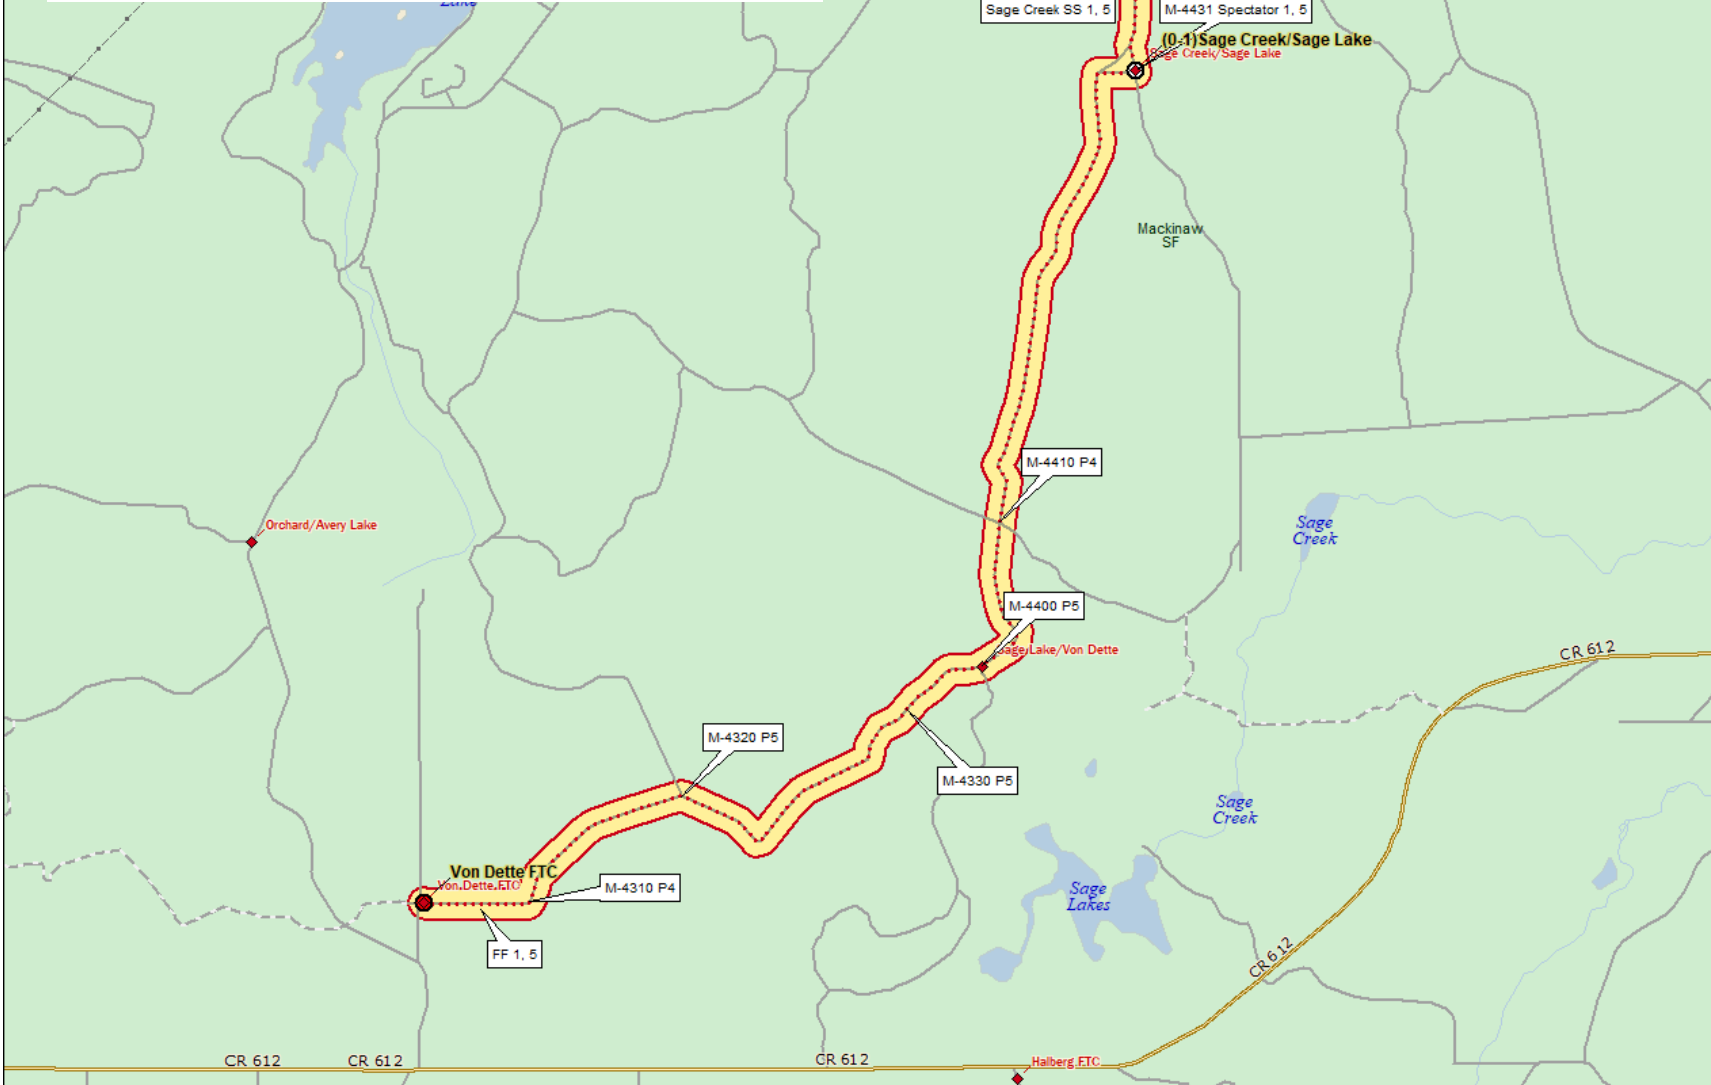 Lake
Sage Creek SS 1, 5
M-4431 Spectator 1, 5
(0-1)Sage Creek/Sage Lake
Sage Creek/Sage Lake
Mackinaw
SF
M-4410 P4
Orchard/Avery Lake
Sage
Creek
M-4400 P5
Sage Lake/Von Dette
CR 612
M-4320 P5
M-4330 P5
Sage
Creek
Von Dette FTC
Von Dette FTC
M-4310 P4
Sage
Lakes
FF 1, 5
CR 612
CR 612
CR 612
CR 612
Halberg FTC